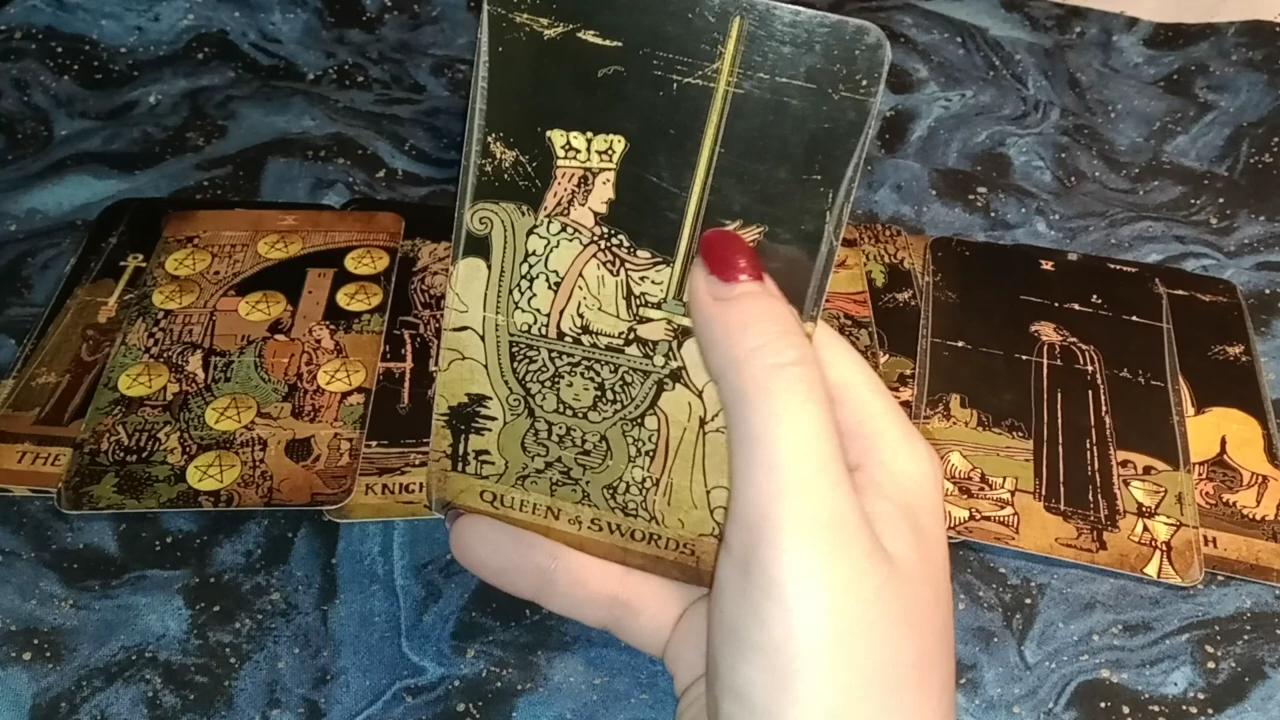 X
V
THE
KNIGH
QUEEN of SWORDS.
H.